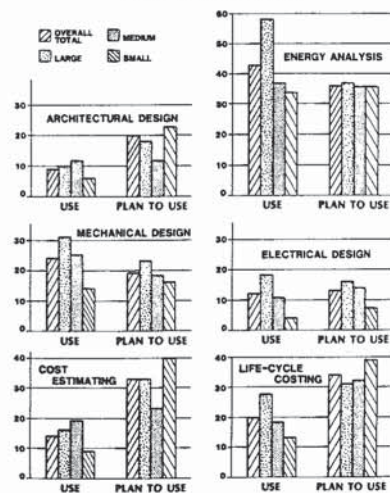 OVERALL TOTAL
MEDIUM
LARGE
SMALL
ARCHITECTURAL DESIGN
30
20
10
0
USE
PLAN TO USE
ENERGY ANALYSIS
60
50
40
30
20
10
0
USE
PLAN TO USE
MECHANICAL DESIGN
30
20
10
0
USE
PLAN TO USE
ELECTRICAL DESIGN
30
20
10
0
USE
PLAN TO USE
COST ESTIMATING
40
30
20
10
0
USE
PLAN TO USE
LIFE-CYCLE COSTING
40
30
20
10
0
USE
PLAN TO USE